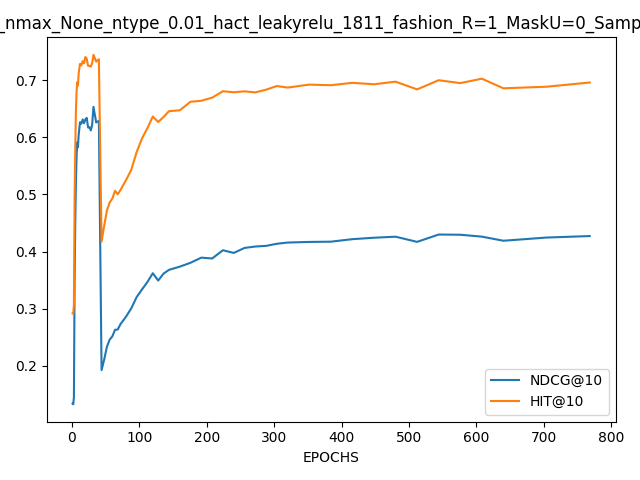 _nmax_None_ntype_0.01_hact_leakyrelu_1811_fashion_R=1_MaskU=0_Samp
0.7
0.6
0.5
0.4
0.3
0.2
NDCG@10
HIT@10
0 100 200 300 400 500 600 700 800
EPOCHS